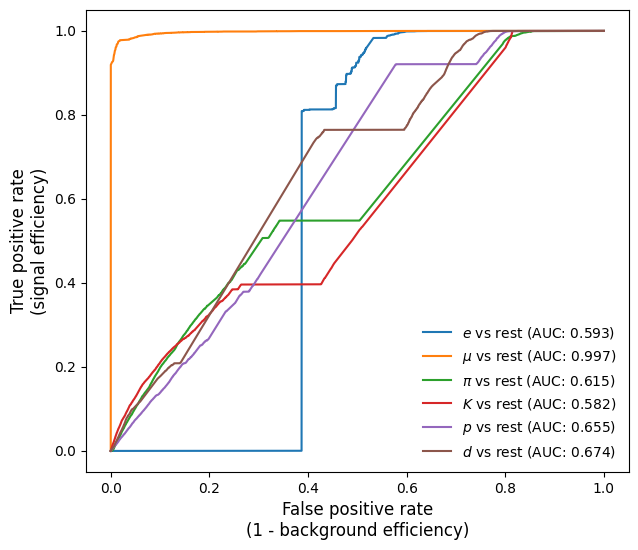 1.0
0.8
0.6
0.4
0.2
0.0
True positive rate
(signal efficiency)
0.0 0.2 0.4 0.6 0.8 1.0
False positive rate
(1 - background efficiency)
e vs rest (AUC: 0.593)
μ vs rest (AUC: 0.997)
π vs rest (AUC: 0.615)
K vs rest (AUC: 0.582)
p vs rest (AUC: 0.655)
d vs rest (AUC: 0.674)